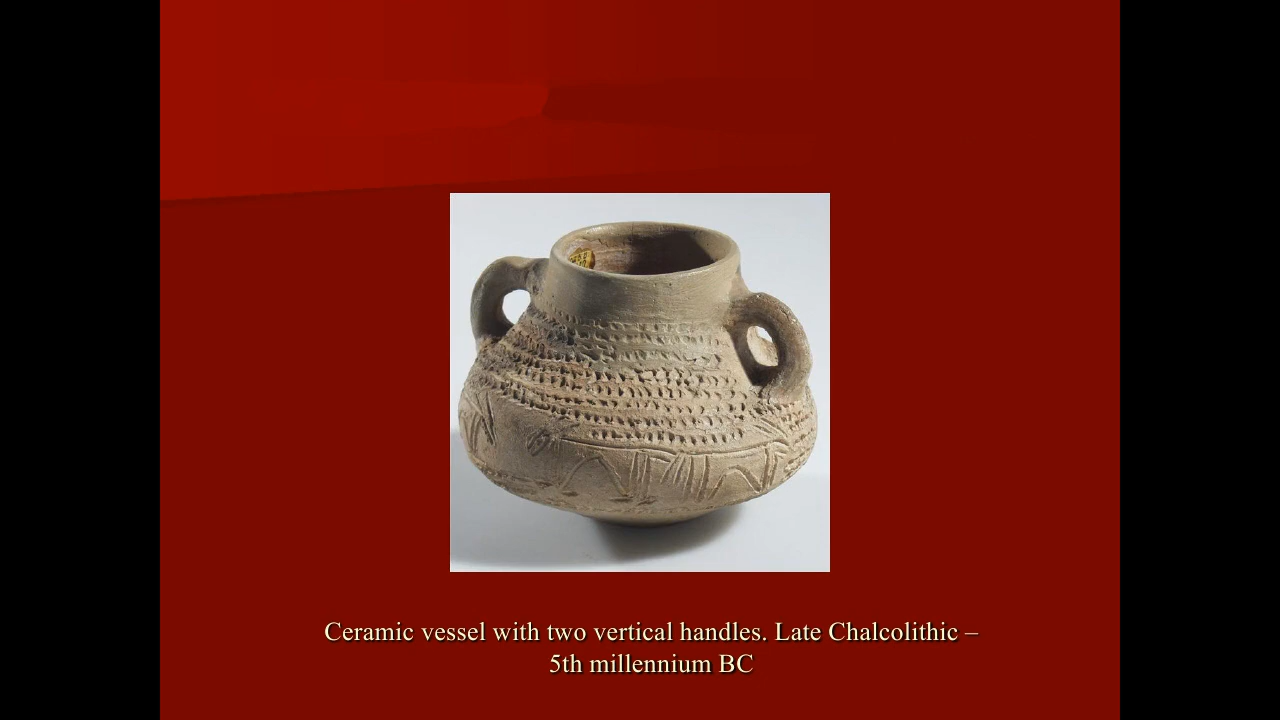 Ceramic vessel with two vertical handles. Late Chalcolithic –
5th millennium BC